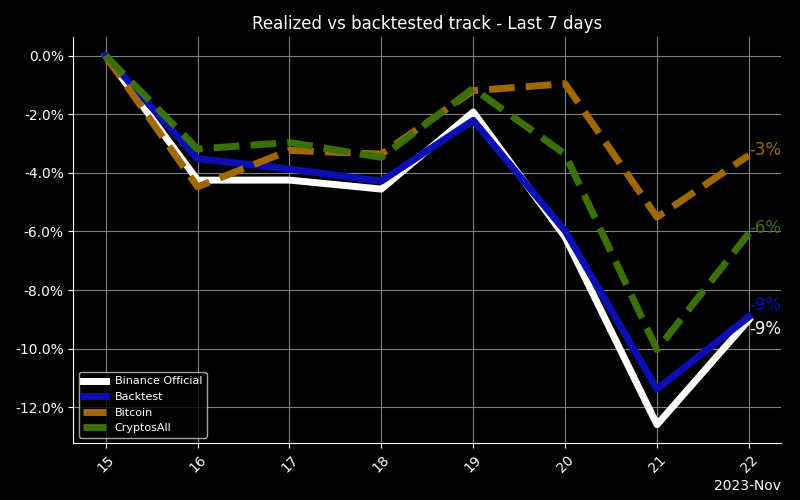 Realized vs backtested track - Last 7 days
0.0%
-2.0%
-4.0%
-6.0%
-8.0%
-10.0%
-12.0%
-3%
-6%
-9%
-9%
Binance Official
Backtest
Bitcoin
CryptosAll
15 16 17 18 19 20 21 22
2023-Nov